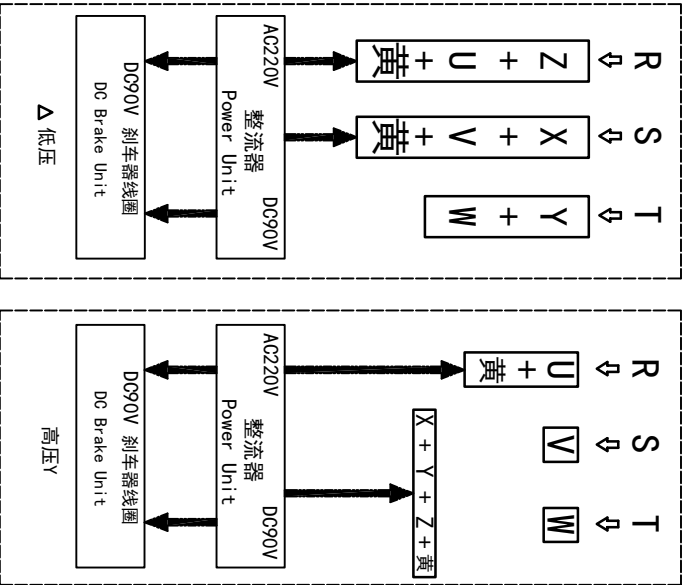 R S T
Z + U + 黄
X + V + 黄
Y + W
AC220V DC90V
整流器
Power Unit
DC90V 刹车器线圈
DC Brake Unit
Δ 低压
R S T
U + 黄
V
W
X + Y + Z + 黄
AC220V DC90V
整流器
Power Unit
DC90V 刹车器线圈
DC Brake Unit
高压Y